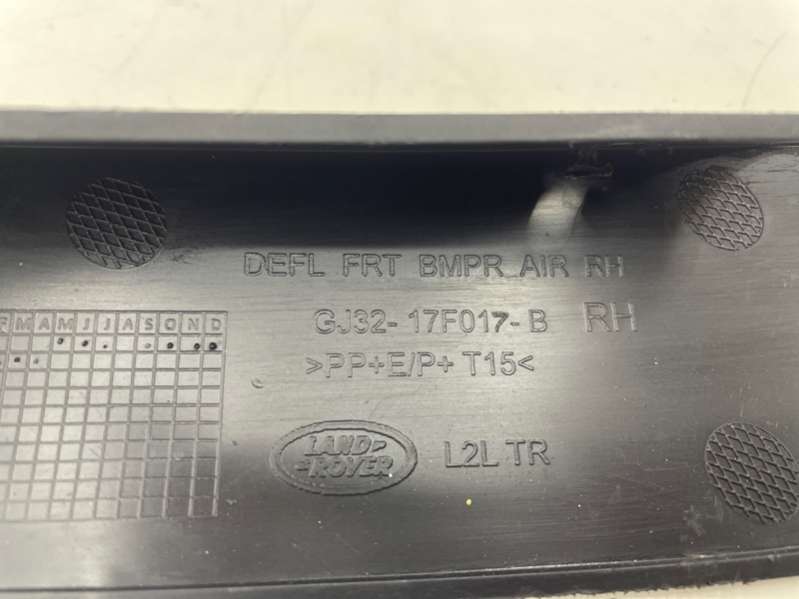 DEFL FRT BMPR AIR RH
GJ32-17F017-B RH
>PP+E/P+T15<
F M A M J J A S O N D
LAND-
-ROVER
L2L TR